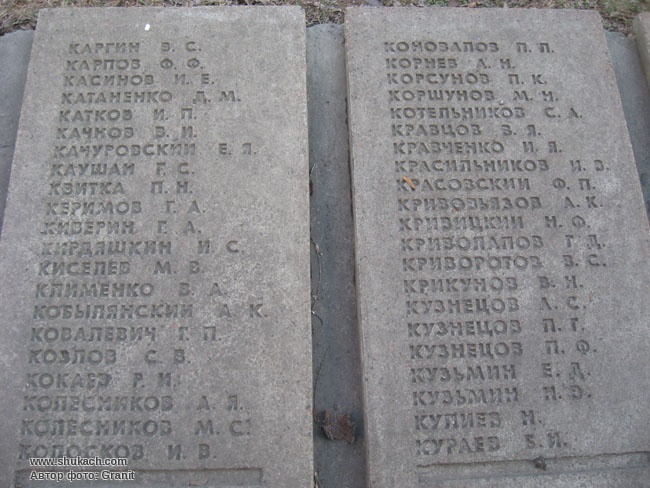 КАРГИН В. С.
КАРПОВ Ф. Ф.
КАСИНОВ И. Е.
КАТАНЕНКО Д. М.
КАТКОВ И. П.
КАЧКОВ В. И.
КАЧУРОВСКИЙ Е. Я.
КАУШАН Г. С.
КВИТКА П. Н.
КЕРИМОВ Г. А.
КИВЕРИН Г. А.
КИРДЯШКИН И. С.
КИСЕЛЕВ М. В.
КЛИМЕНКО В. А.
КОБЫЛЯНСКИЙ А. К.
КОВАЛЕВИЧ Г. П.
КОЗЛОВ С. В.
КОКАЕВ Р. И.
КОЛЕСНИКОВ А. Я.
КОЛЕСНИКОВ М. С.
КОЛОСКОВ И. В.
КОНОВАЛОВ П. П.
КОРНЕВ А. Н.
КОРСУНОВ П. К.
КОРШУНОВ М. Н.
КОТЕЛЬНИКОВ С. А.
КРАВЦОВ В. Я.
КРАВЧЕНКО И. Я.
КРАСИЛЬНИКОВ И. В.
КРАСОВСКИЙ Ф. П.
КРИВОВЬЯЗОВ А. К.
КРИВИЦКИЙ Н. Ф.
КРИВОЛАПОВ Г. Д.
КРИВОРОТОВ В. С.
КРИКУНОВ В. Н.
КУЗНЕЦОВ А. С.
КУЗНЕЦОВ П. Г.
КУЗНЕЦОВ П. Ф.
КУЗЬМИН Е. Д.
КУЗЬМИН Н. Э.
КУЛИЕВ Н.
КУРАЕВ Б. Й.
www.shukach.com
Автор фото: Granit